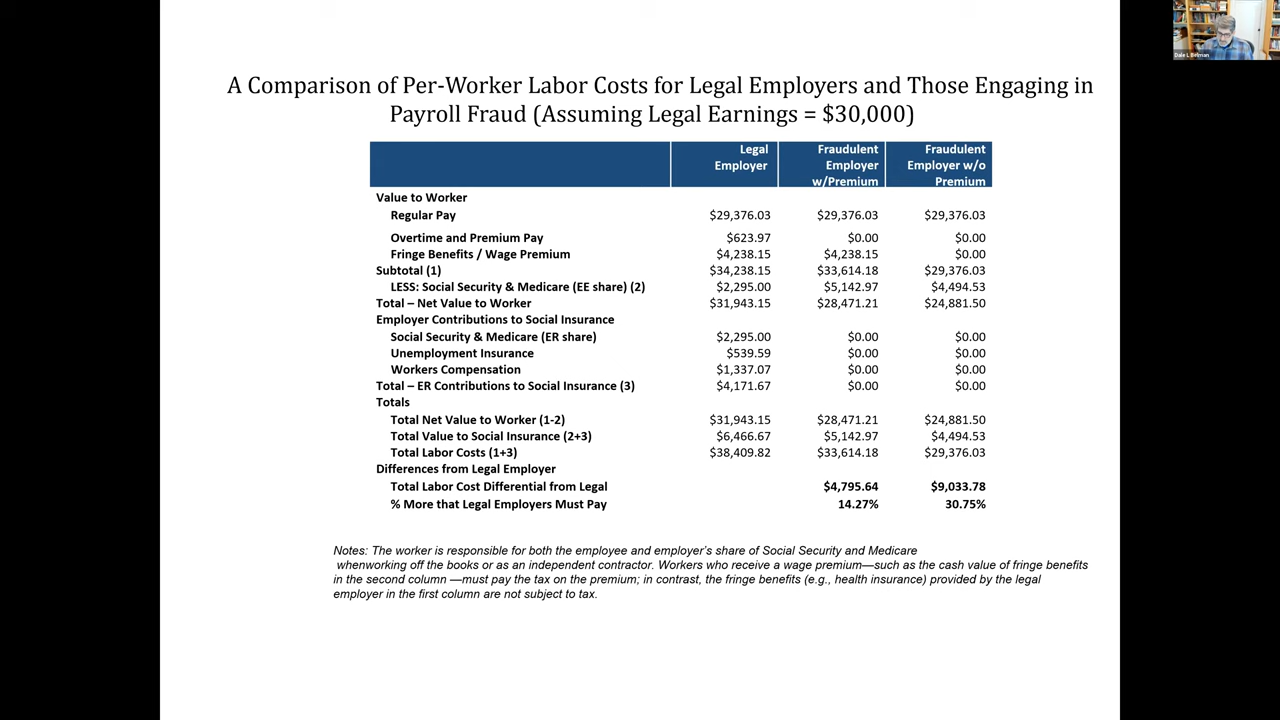 A Comparison of Per-Worker Labor Costs for Legal Employers and Those Engaging in
Payroll Fraud (Assuming Legal Earnings = $30,000)
Legal Employer Fraudulent Employer w/Premium Fraudulent Employer w/o Premium
Value to Worker
Regular Pay $29,376.03 $29,376.03 $29,376.03
Overtime and Premium Pay $623.97 $0.00 $0.00
Fringe Benefits / Wage Premium $4,238.15 $4,238.15 $0.00
Subtotal (1) $34,238.15 $33,614.18 $29,376.03
LESS: Social Security & Medicare (EE share) (2) $2,295.00 $5,142.97 $4,494.53
Total – Net Value to Worker $31,943.15 $28,471.21 $24,881.50
Employer Contributions to Social Insurance
Social Security & Medicare (ER share) $2,295.00 $0.00 $0.00
Unemployment Insurance $539.59 $0.00 $0.00
Workers Compensation $1,337.07 $0.00 $0.00
Total – ER Contributions to Social Insurance (3) $4,171.67 $0.00 $0.00
Totals
Total Net Value to Worker (1-2) $31,943.15 $28,471.21 $24,881.50
Total Value to Social Insurance (2+3) $6,466.67 $5,142.97 $4,494.53
Total Labor Costs (1+3) $38,409.82 $33,614.18 $29,376.03
Differences from Legal Employer
Total Labor Cost Differential from Legal $4,795.64 $9,033.78
% More that Legal Employers Must Pay 14.27% 30.75%
Notes: The worker is responsible for both the employee and employer's share of Social Security and Medicare
whenworking off the books or as an independent contractor. Workers who receive a wage premium—such as the cash value of fringe benefits
in the second column —must pay the tax on the premium; in contrast, the fringe benefits (e.g., health insurance) provided by the legal
employer in the first column are not subject to tax.
Dale L Belman